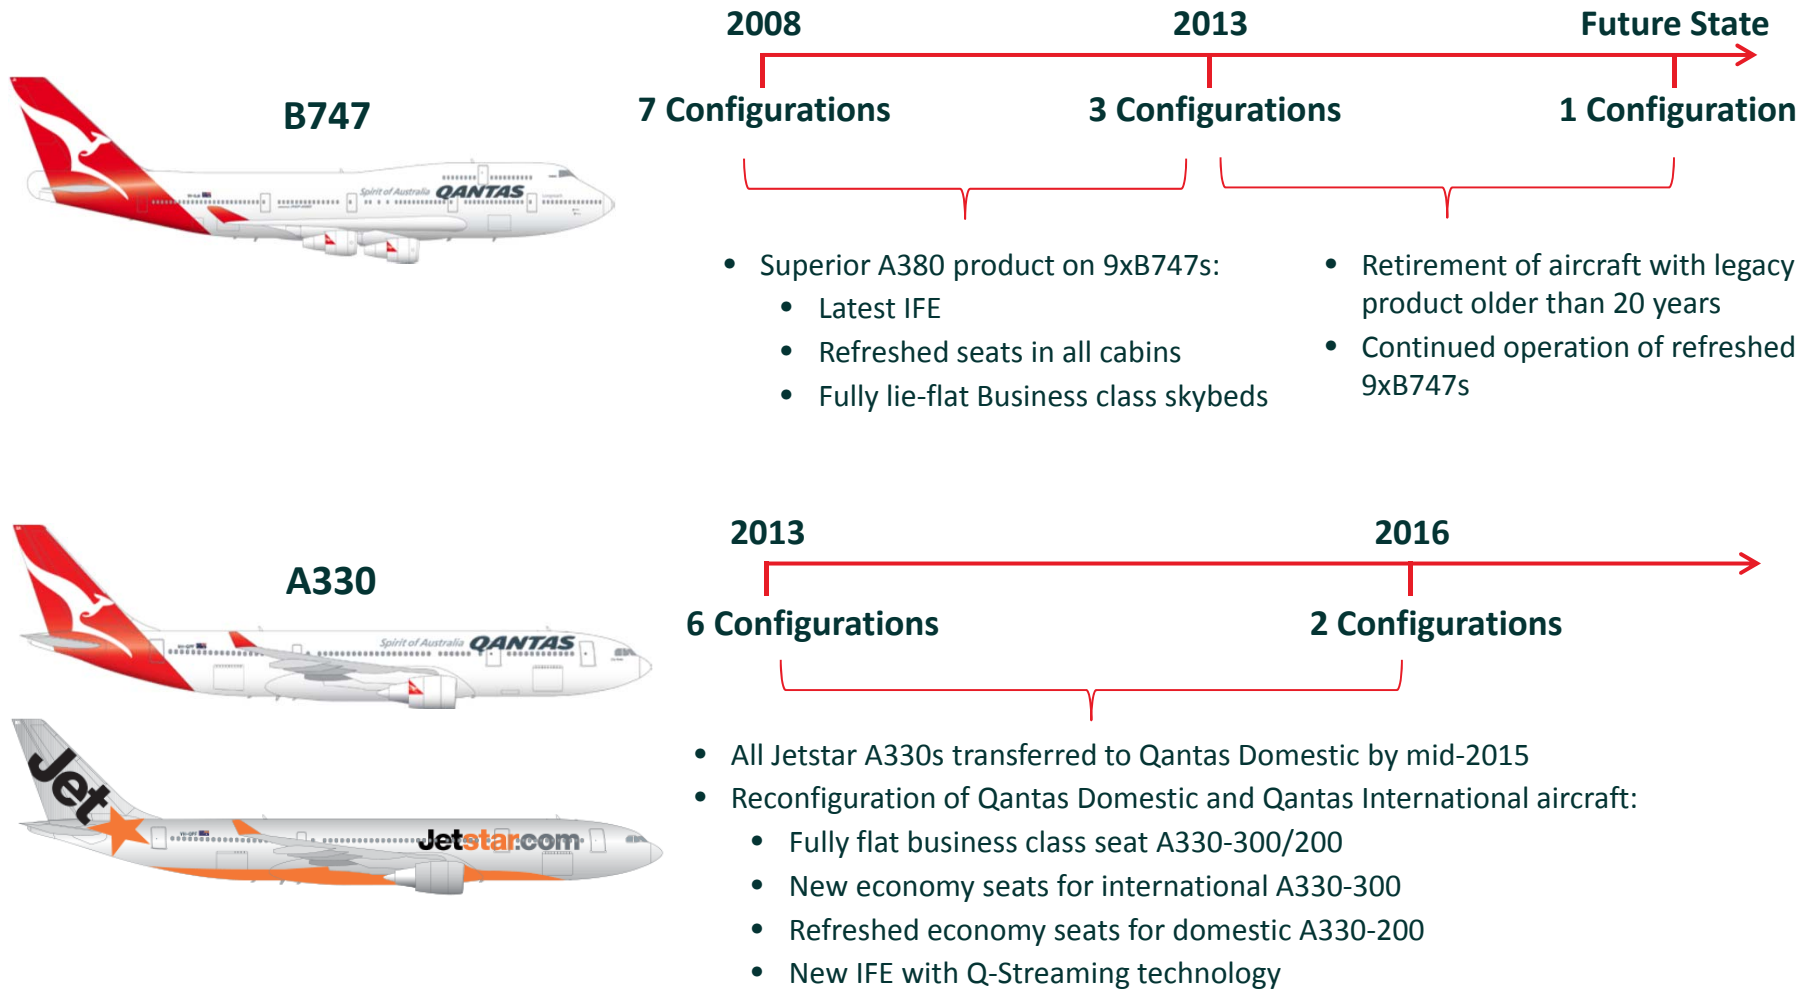 2008
2013
Future State
B747
7 Configurations
3 Configurations
1 Configuration
Spirit of Australia QANTAS
• Superior A380 product on 9xB747s:
• Latest IFE
• Refreshed seats in all cabins
• Fully lie-flat Business class skybeds
• Retirement of aircraft with legacy
product older than 20 years
• Continued operation of refreshed
9xB747s
2013
2016
A330
6 Configurations
2 Configurations
Spirit of Australia QANTAS
Jet
Jetstar.com
• All Jetstar A330s transferred to Qantas Domestic by mid-2015
• Reconfiguration of Qantas Domestic and Qantas International aircraft:
• Fully flat business class seat A330-300/200
• New economy seats for international A330-300
• Refreshed economy seats for domestic A330-200
• New IFE with Q-Streaming technology